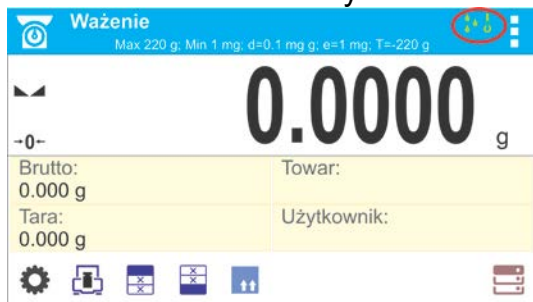 Ważenie
Max 220 g; Min 1 mg; d=0.1 mg g; e=1 mg; T=-220 g
0.0000 g
→0←
Brutto:
0.000 g
Towar:
Tara:
0.000 g
Użytkownik: